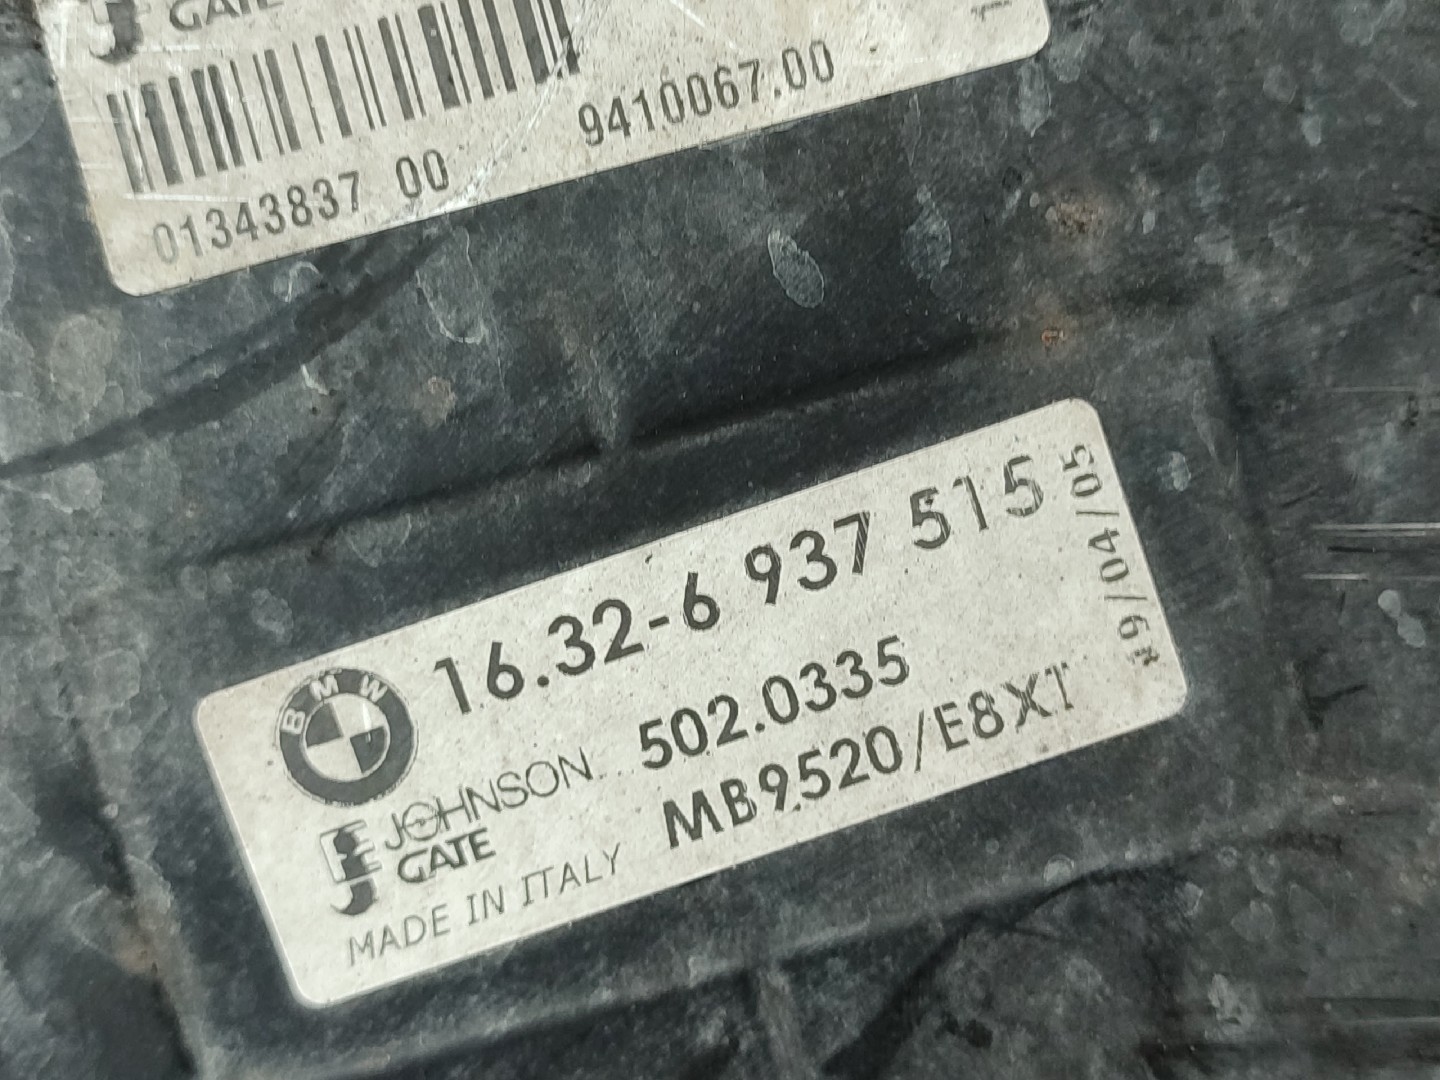 GATE
9410067.00
01343837 00
16.32-6 937 515
BMW
502.0335
JOHNSON
GATE
MB9520/E8XT
MADE IN ITALY
19/04/05